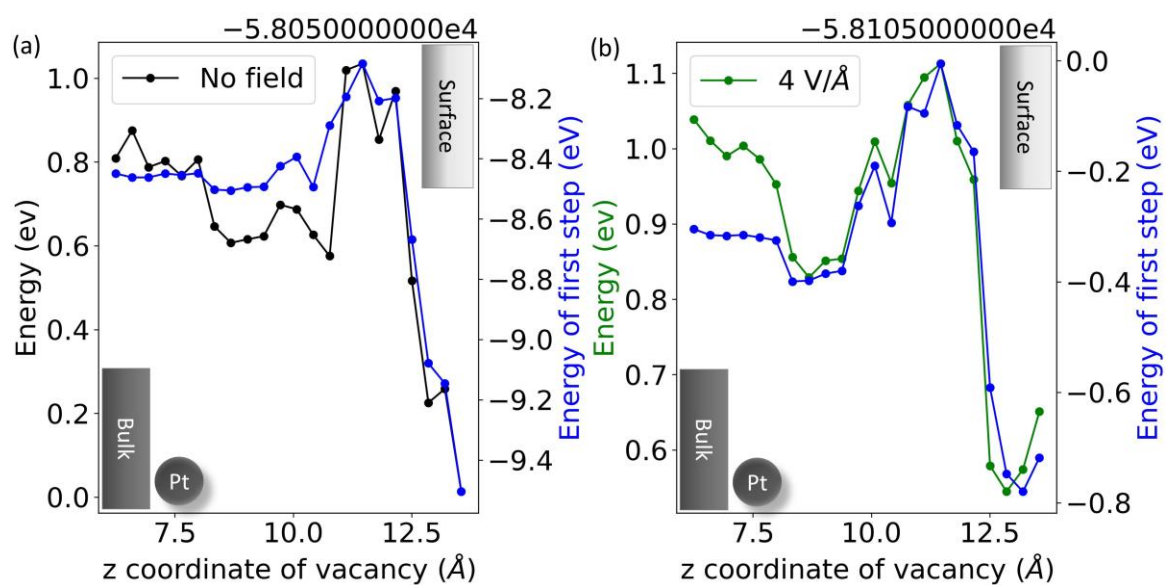 −5.8050000000e4
(a)
No field
Surface
1.0
0.8
0.6
0.4
0.2
0.0
Energy (ev)
−8.2
−8.4
−8.6
−8.8
−9.0
−9.2
−9.4
Energy of first step (eV)
Bulk
Pt
7.5
10.0
12.5
z coordinate of vacancy (Å)
−5.8105000000e4
(b)
4 V/Å
Surface
1.1
1.0
0.9
0.8
0.7
0.6
Energy (ev)
0.0
−0.2
−0.4
−0.6
−0.8
Energy of first step (eV)
Bulk
Pt
7.5
10.0
12.5
z coordinate of vacancy (Å)